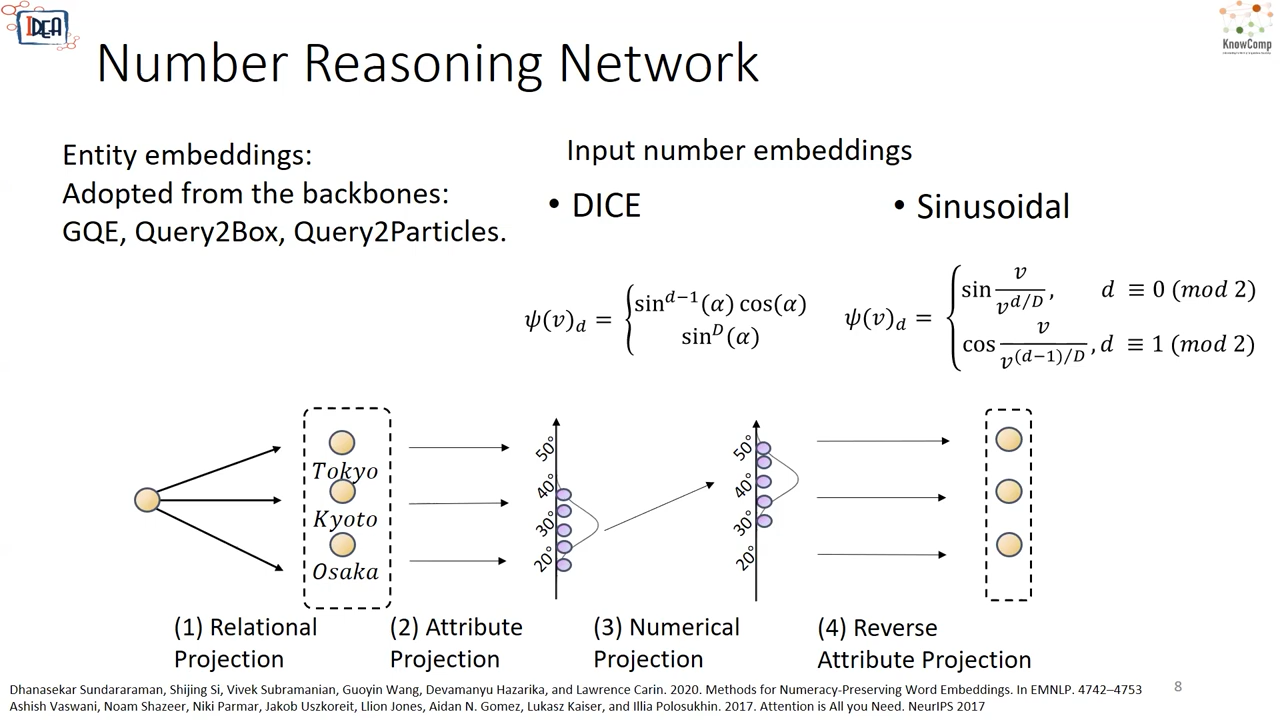 IDEA
KnowComp
Number Reasoning Network
Entity embeddings:
Adopted from the backbones:
GQE, Query2Box, Query2Particles.
Input number embeddings
• DICE
ψ(v)_d = { sin^{d−1}(α) cos(α)
sin^D(α)
• Sinusoidal
ψ(v)_d = { sin v / v^{d/D}, d ≡ 0 (mod 2)
cos v / v^{(d−1)/D}, d ≡ 1 (mod 2)
Tokyo
Kyoto
Osaka
50°
40°
30°
20°
50°
40°
30°
20°
(1) Relational
Projection
(2) Attribute
Projection
(3) Numerical
Projection
(4) Reverse
Attribute Projection
Dhanasekar Sundararaman, Shijing Si, Vivek Subramanian, Guoyin Wang, Devamanyu Hazarika, and Lawrence Carin. 2020. Methods for Numeracy-Preserving Word Embeddings. In EMNLP. 4742–4753
Ashish Vaswani, Noam Shazeer, Niki Parmar, Jakob Uszkoreit, Llion Jones, Aidan N. Gomez, Lukasz Kaiser, and Illia Polosukhin. 2017. Attention is All you Need. NeurIPS 2017
8